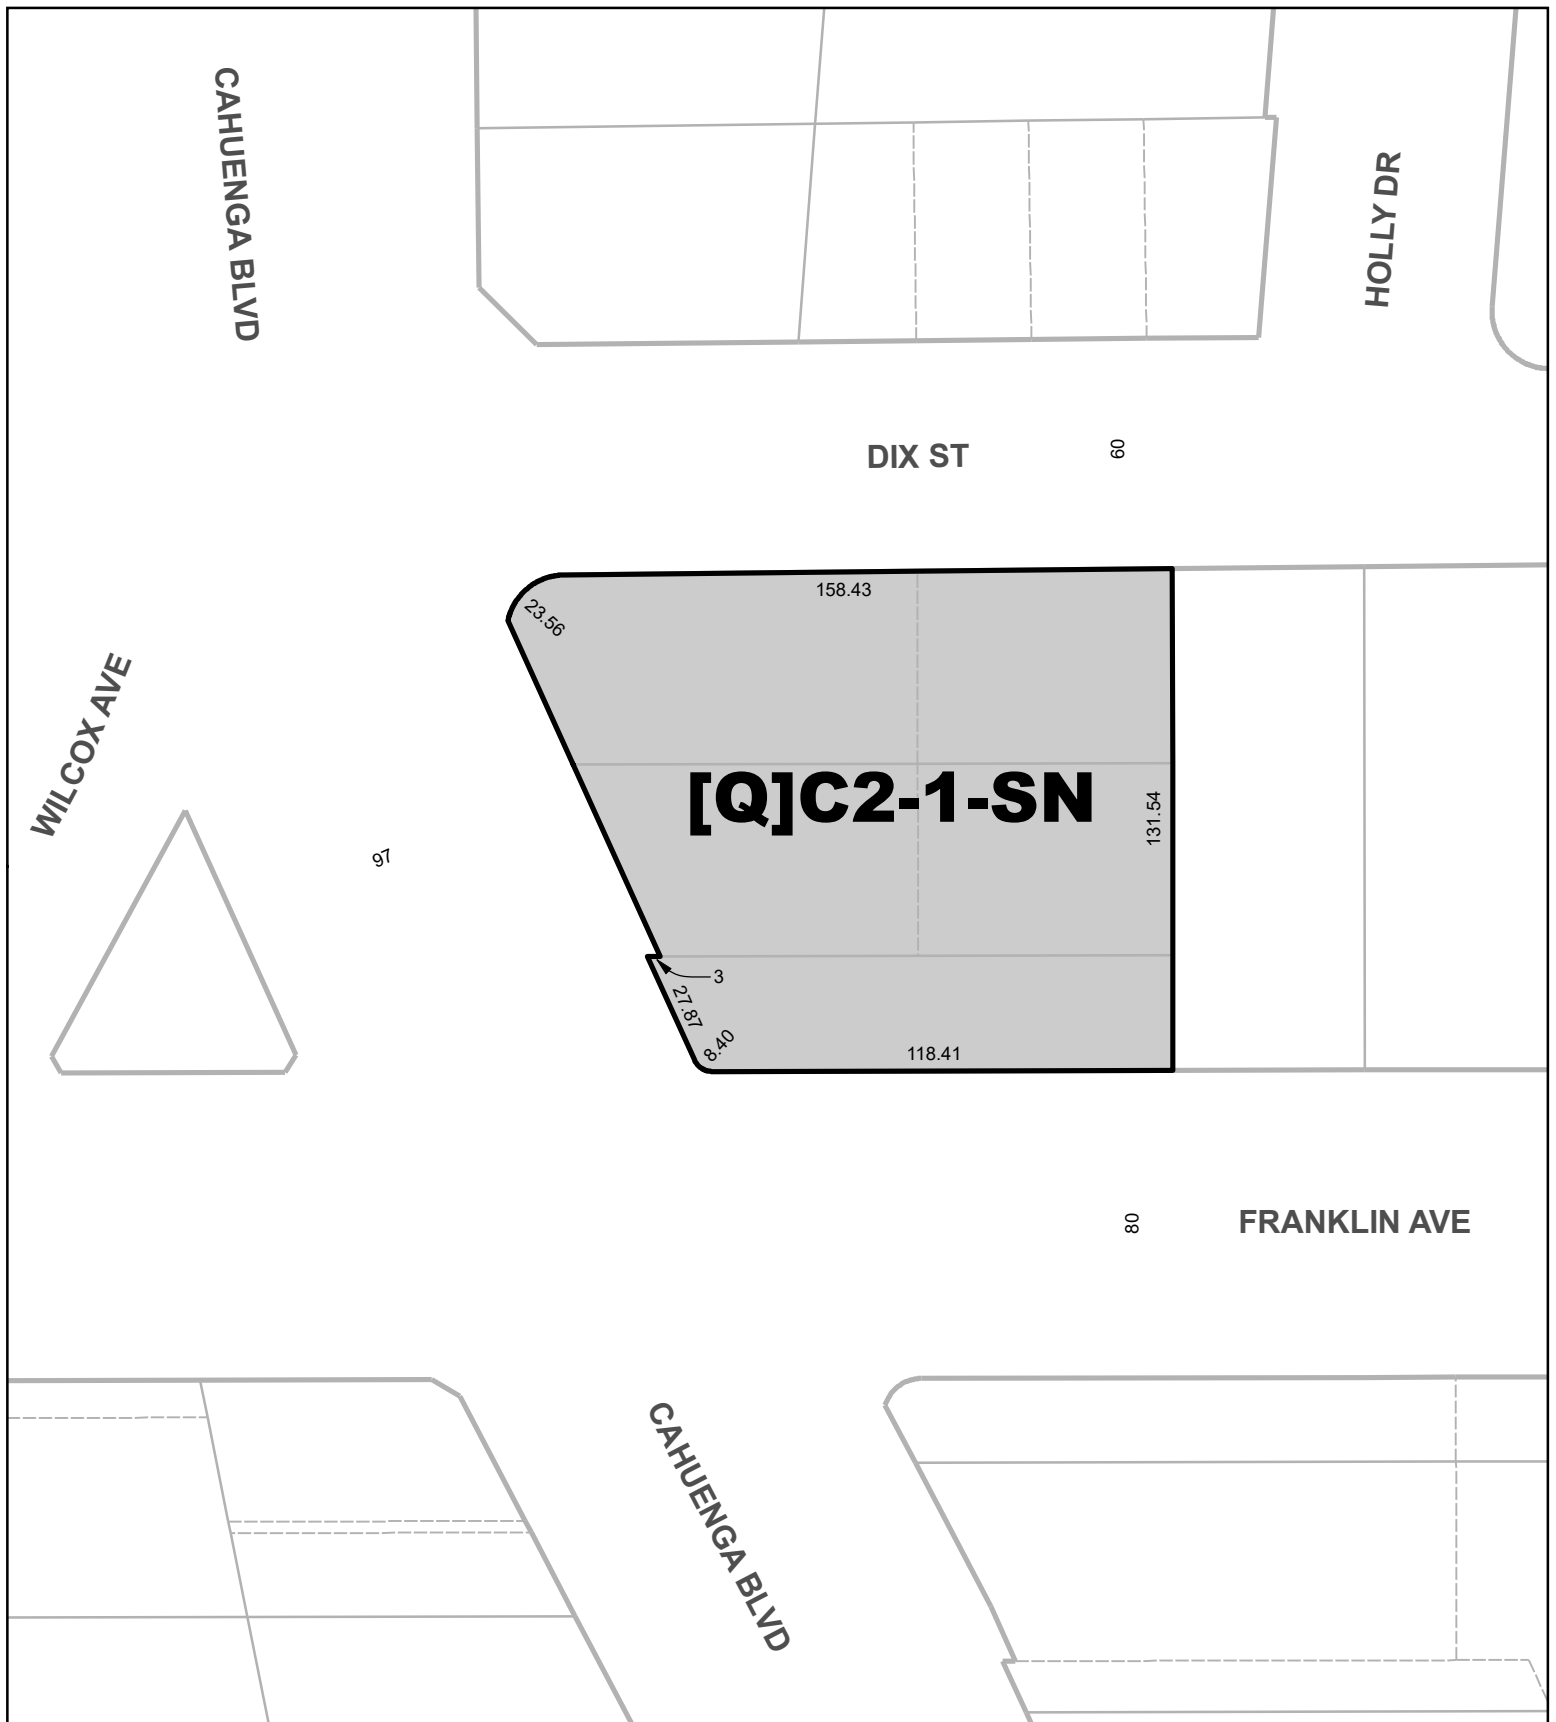 CAHUENGA BLVD
HOLLY DR
DIX ST
60
158.43
23.56
WILCOX AVE
[Q]C2-1-SN
131.54
97
3
27.87
8.40
118.41
80
FRANKLIN AVE
CAHUENGA BLVD